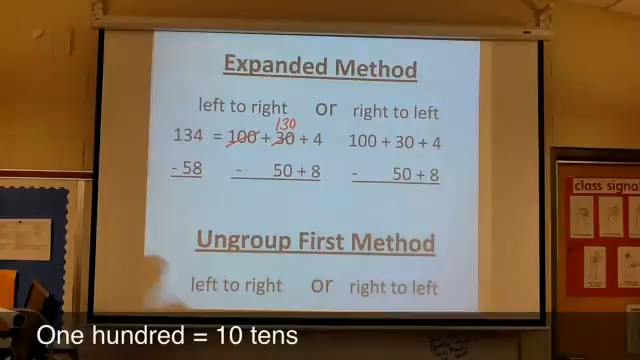 Expanded Method
left to right or right to left
130
134 = 100 + 30 + 4 100 + 30 + 4
- 58 - 50 + 8 - 50 + 8
Ungroup First Method
left to right or right to left
class signa
One hundred = 10 tens